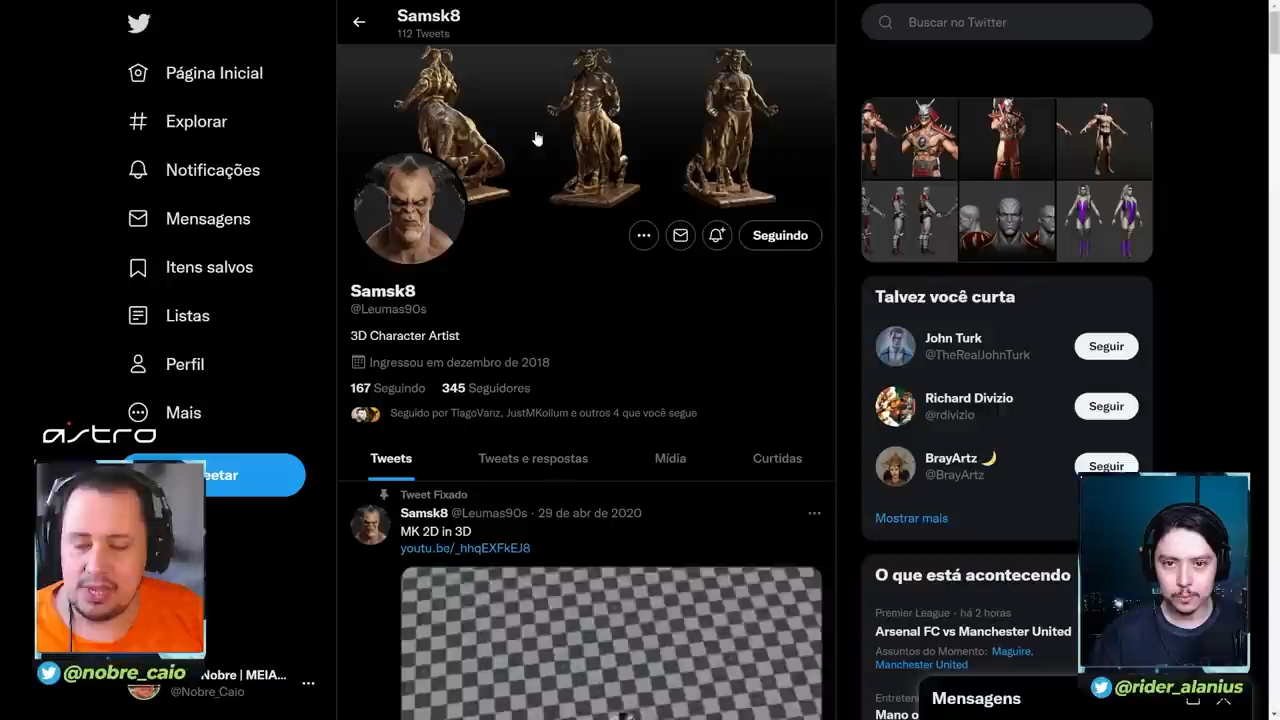 Samsk8
112 Tweets
Buscar no Twitter
Página Inicial
Explorar
Notificações
Mensagens
Itens salvos
Listas
Perfil
Mais
astro
etar
Nobre | MEIA...
@Nobre_Caio
@nobre_caio
Seguindo
Samsk8
@Leumas90s
3D Character Artist
Ingressou em dezembro de 2018
167 Seguindo 345 Seguidores
Seguido por TiagoVanz, JustMKollum e outros 4 que você segue
Tweets Tweets e respostas Mídia Curtidas
Tweet Fixado
Samsk8 @Leumas90s · 29 de abr de 2020
MK 2D in 3D
youtu.be/_hhqEXFkEJ8
Talvez você curta
John Turk
@TheRealJohnTurk
Seguir
Richard Divizio
@rdivizio
Seguir
BrayArtz
@BrayArtz
Seguir
Mostrar mais
O que está acontecendo
Premier League · há 2 horas
Arsenal FC vs Manchester United
Assuntos do Momento: Maguire,
Manchester United
Entreten
Mano o
Mensagens
@rider_alanius